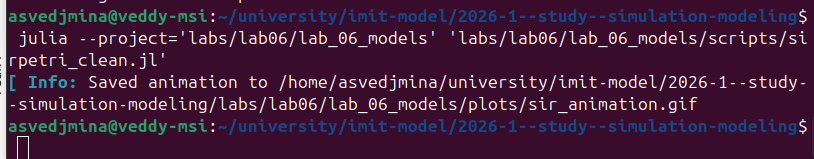 asvedjmina@veddy-msi:~/university/imit-model/2026-1--study--simulation-modeling$
julia --project='labs/lab06/lab_06_models' 'labs/lab06/lab_06_models/scripts/si
rpetri_clean.jl'
[ Info: Saved animation to /home/asvedjmina/university/imit-model/2026-1--study-
-simulation-modeling/labs/lab06/lab_06_models/plots/sir_animation.gif
asvedjmina@veddy-msi:~/university/imit-model/2026-1--study--simulation-modeling$